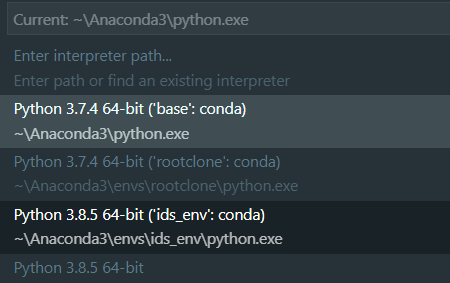 Current: ~\Anaconda3\python.exe
Enter interpreter path...
Enter path or find an existing interpreter
Python 3.7.4 64-bit ('base': conda)
~\Anaconda3\python.exe
Python 3.7.4 64-bit ('rootclone': conda)
~\Anaconda3\envs\rootclone\python.exe
Python 3.8.5 64-bit ('ids_env': conda)
~\Anaconda3\envs\ids_env\python.exe
Python 3.8.5 64-bit